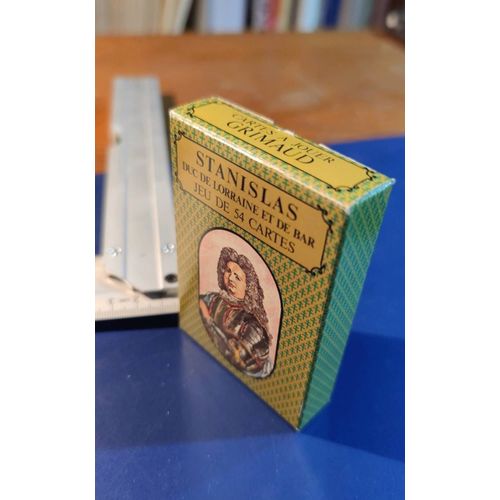 CARTES A JOUER
GRIMAUD
STANISLAS
DUC DE LORRAINE ET DE BAR
JEU DE 54 CARTES